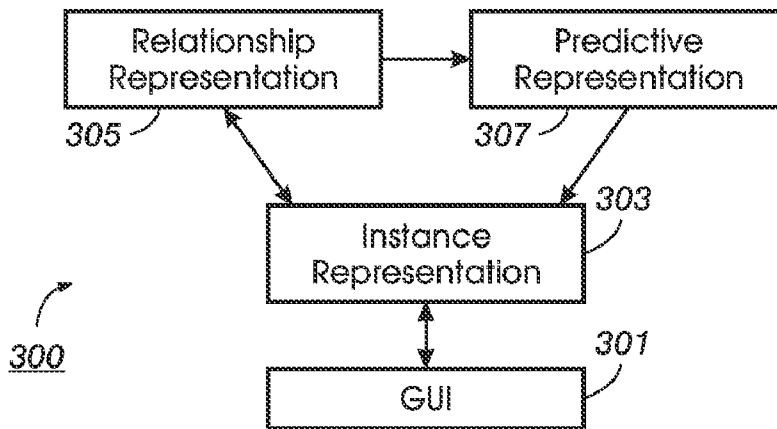 Relationship
Representation
Predictive
Representation
305
307
303
Instance
Representation
300
301
GUI